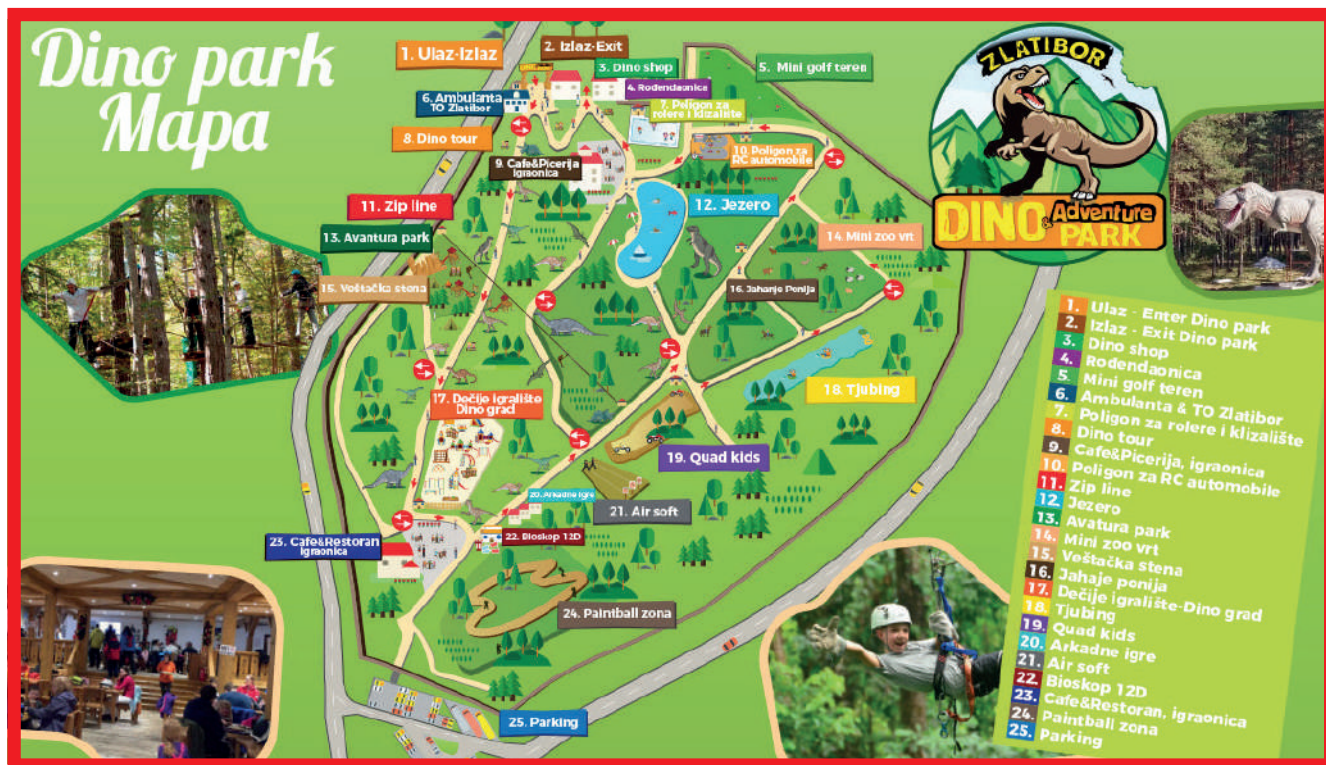 Dino park
Mapa
1. Ulaz-Izlaz
2. Izlaz-Exit
3. Dino shop
4. Rođendaonica
5. Mini golf teren
6. Ambulanta
TO Zlatibor
7. Poligon za
rolere i klizalište
8. Dino tour
9. Cafe&Picerija
Igraonica
10. Poligon za
RC automobile
11. Zip line
12. Jezero
13. Avantura park
14. Mini zoo vrt
15. Voštačka stena
16. Jahanje Ponija
17. Dečije igralište
Dino grad
18. Tjubing
19. Quad kids
20. Arkadne igre
21. Air soft
22. Bioskop 12D
23. Cafe&Restoran
Igraonica
24. Paintball zona
25. Parking
ZLATIBOR
DINO & Adventure
PARK
1. Ulaz - Enter Dino park
2. Izlaz - Exit Dino park
3. Dino shop
4. Rođendaonica
5. Mini golf teren
6. Ambulanta & TO Zlatibor
7. Poligon za rolere i klizalište
8. Dino tour
9. Cafe&Picerija, igraonica
10. Poligon za RC automobile
11. Zip line
12. Jezero
13. Avatura park
14. Mini zoo vrt
15. Voštačka stena
16. Jahaje ponija
17. Dečije igralište-Dino grad
18. Tjubing
19. Quad kids
20. Arkadne igre
21. Air soft
22. Bioskop 12D
23. Cafe&Restoran, igraonica
24. Paintball zona
25. Parking